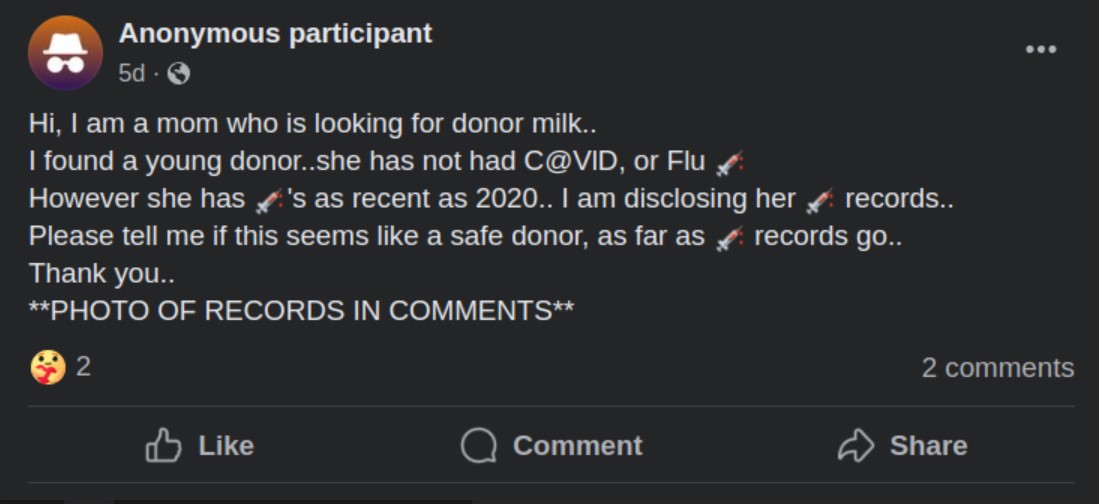 Anonymous participant
5d ·
Hi, I am a mom who is looking for donor milk..
I found a young donor..she has not had C@VID, or Flu 💉
However she has 💉's as recent as 2020.. I am disclosing her 💉 records..
Please tell me if this seems like a safe donor, as far as 💉 records go..
Thank you..
**PHOTO OF RECORDS IN COMMENTS**
2
2 comments
Like
Comment
Share